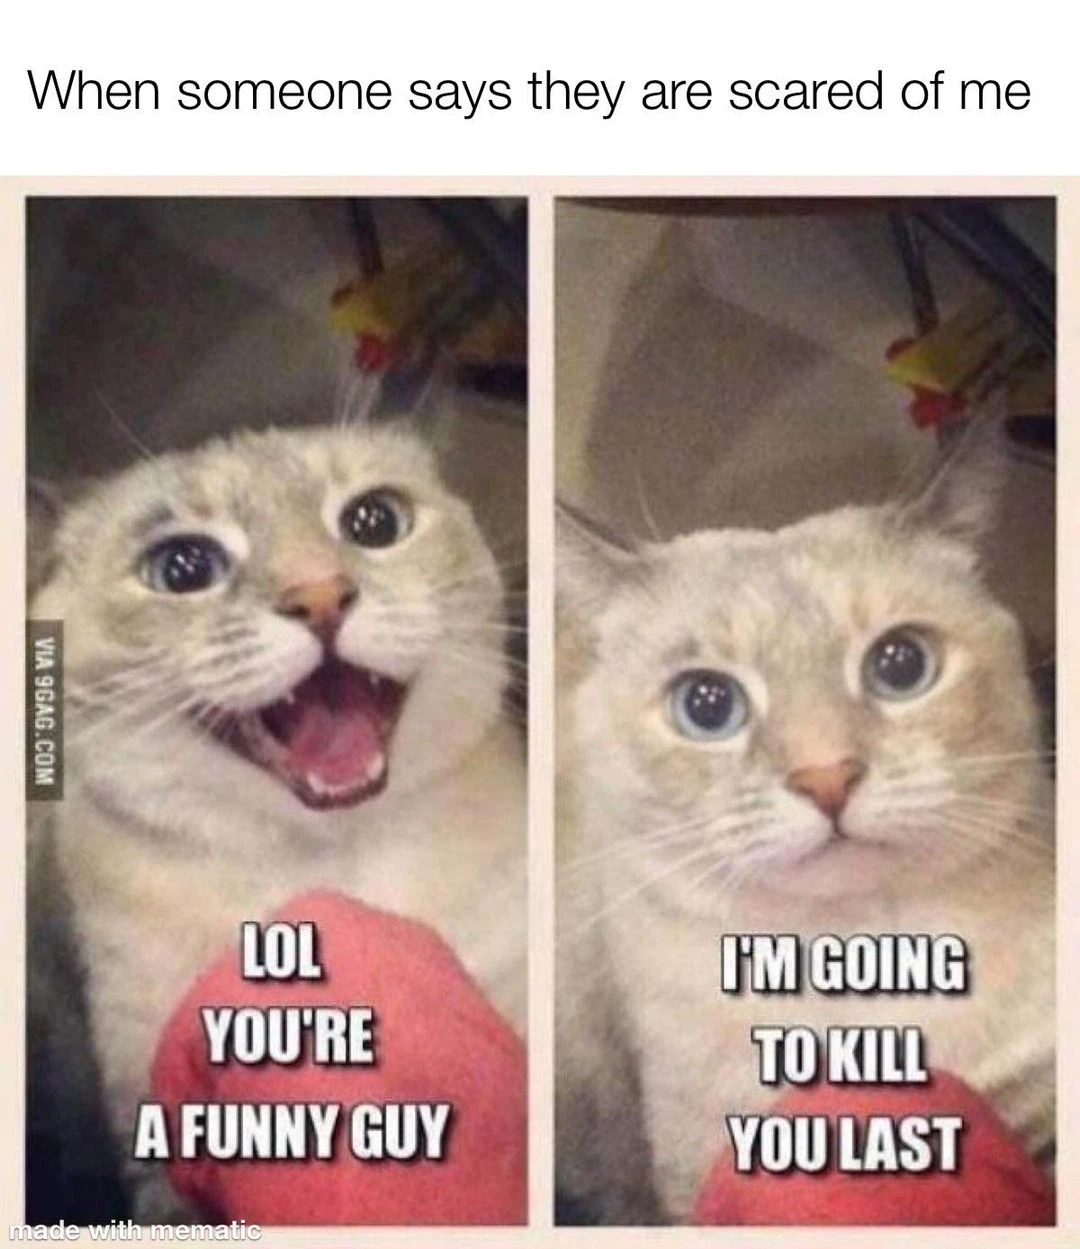 When someone says they are scared of me
VIA 9GAG.COM
LOL
YOU'RE
A FUNNY GUY
I'M GOING
TO KILL
YOU LAST
made with mematic